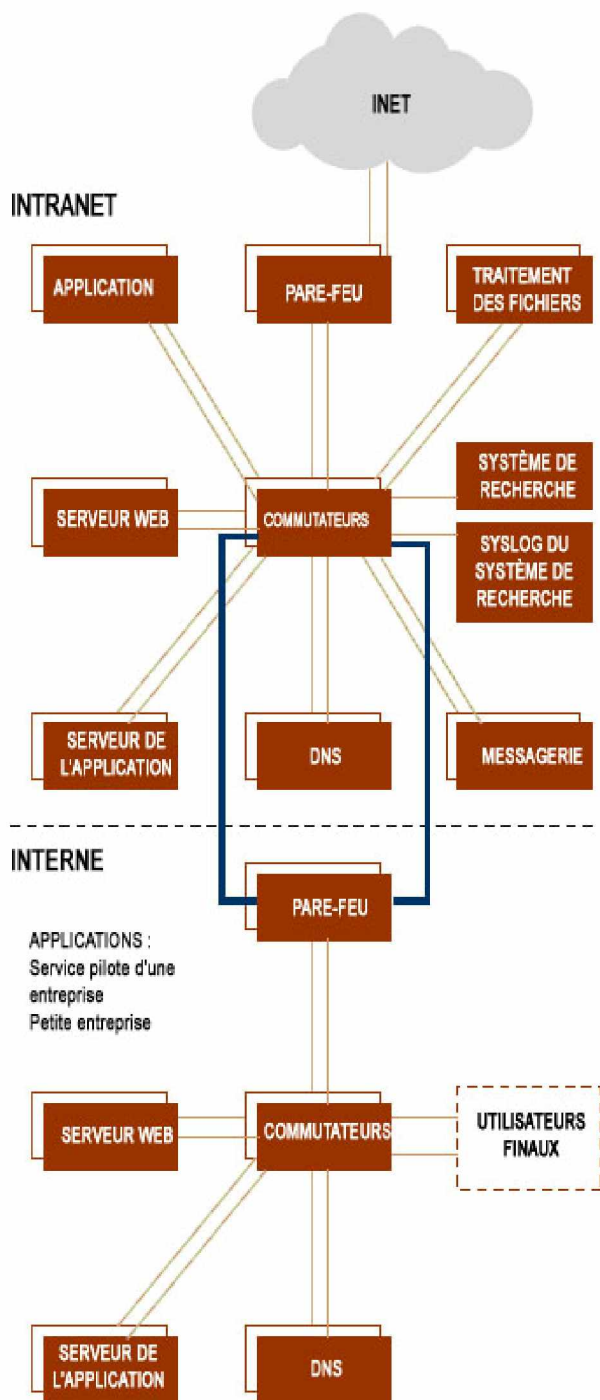 INET
INTRANET
APPLICATION
PARE-FEU
TRAITEMENT
DES FICHIERS
SERVEUR WEB
COMMUTATEURS
SYSTÈME DE
RECHERCHE
SYSLOG DU
SYSTÈME DE
RECHERCHE
SERVEUR DE
L'APPLICATION
DNS
MESSAGERIE
INTERNE
PARE-FEU
APPLICATIONS :
Service pilote d'une
entreprise
Petite entreprise
SERVEUR WEB
COMMUTATEURS
UTILISATEURS
FINAUX
SERVEUR DE
L'APPLICATION
DNS